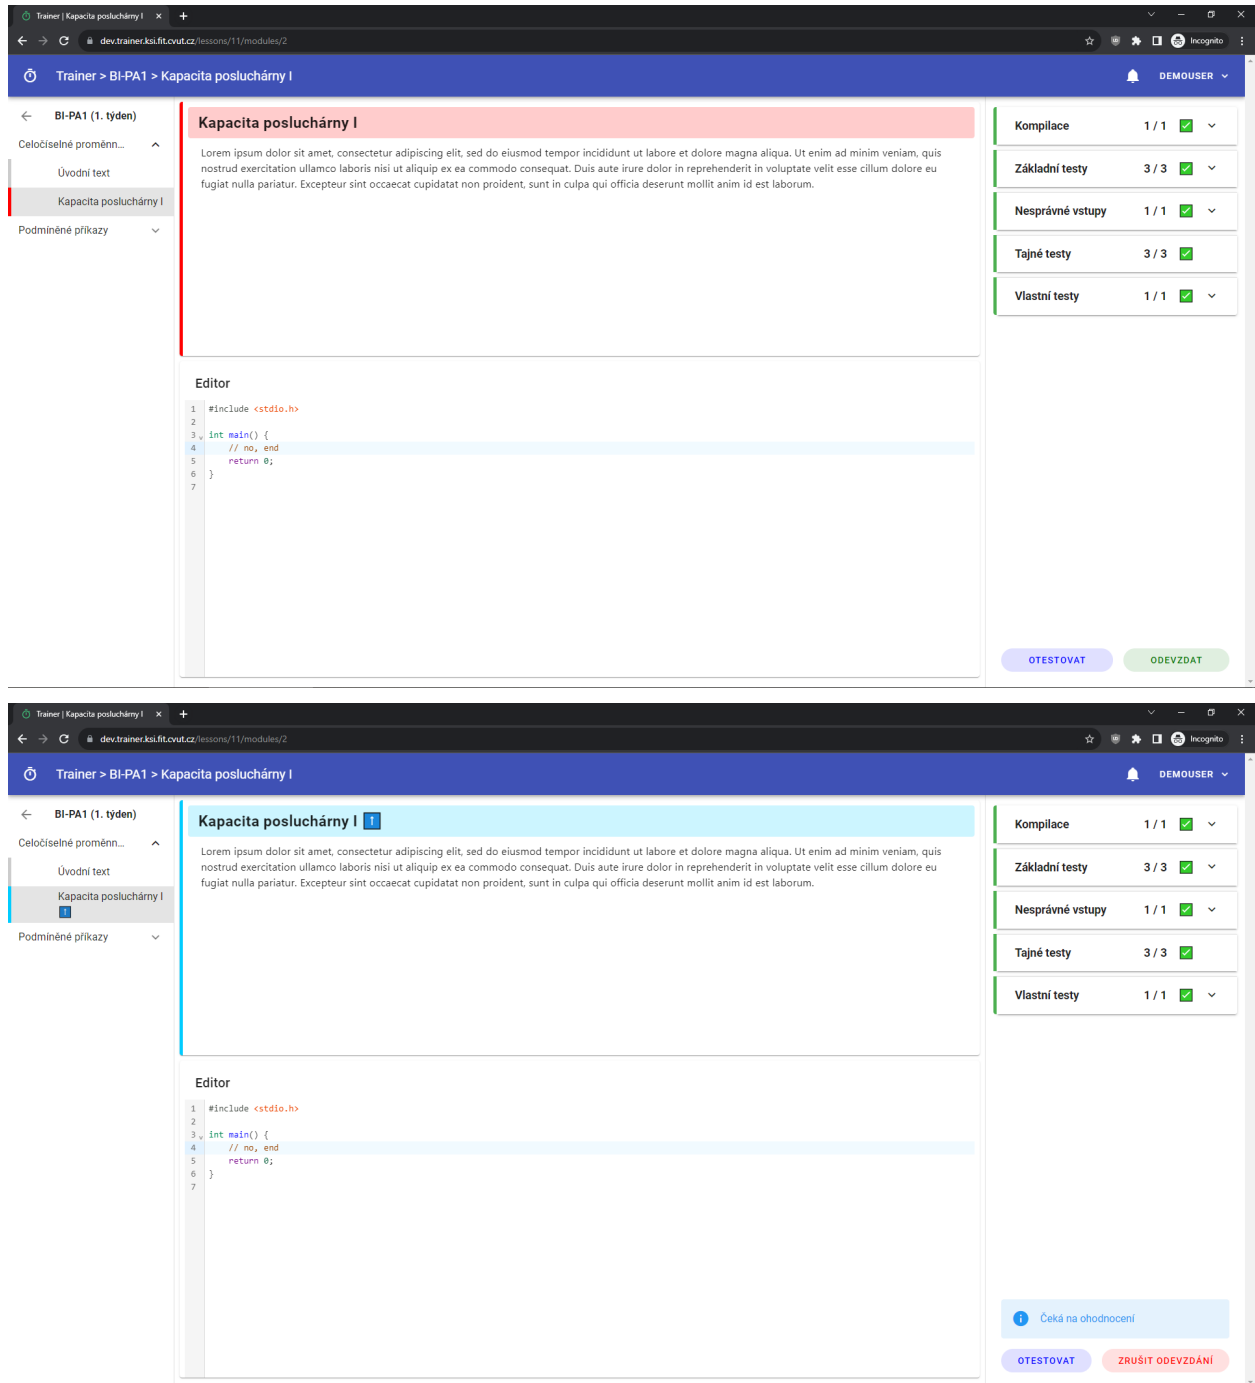 Trainer | Kapacita posluchárny I
dev.trainer.ksi.fit.cvut.cz/lessons/11/modules/2
Incognito
Trainer > BI-PA1 > Kapacita posluchárny I
DEMOUSER
BI-PA1 (1. týden)
Celočíselné proměnn...
Úvodní text
Kapacita posluchárny I
Podmíněné příkazy
Kapacita posluchárny I
Lorem ipsum dolor sit amet, consectetur adipiscing elit, sed do eiusmod tempor incididunt ut labore et dolore magna aliqua. Ut enim ad minim veniam, quis
nostrud exercitation ullamco laboris nisi ut aliquip ex ea commodo consequat. Duis aute irure dolor in reprehenderit in voluptate velit esse cillum dolore eu
fugiat nulla pariatur. Excepteur sint occaecat cupidatat non proident, sunt in culpa qui officia deserunt mollit anim id est laborum.
Editor
1 #include <stdio.h>
2
3 int main() {
4 // no, end
5 return 0;
6 }
7
Kompilace 1 / 1
Základní testy 3 / 3
Nesprávné vstupy 1 / 1
Tajné testy 3 / 3
Vlastní testy 1 / 1
OTESTOVAT
ODEVZDAT
Trainer | Kapacita posluchárny I
dev.trainer.ksi.fit.cvut.cz/lessons/11/modules/2
Incognito
Trainer > BI-PA1 > Kapacita posluchárny I
DEMOUSER
BI-PA1 (1. týden)
Celočíselné proměnn...
Úvodní text
Kapacita posluchárny I
Podmíněné příkazy
Kapacita posluchárny I
Lorem ipsum dolor sit amet, consectetur adipiscing elit, sed do eiusmod tempor incididunt ut labore et dolore magna aliqua. Ut enim ad minim veniam, quis
nostrud exercitation ullamco laboris nisi ut aliquip ex ea commodo consequat. Duis aute irure dolor in reprehenderit in voluptate velit esse cillum dolore eu
fugiat nulla pariatur. Excepteur sint occaecat cupidatat non proident, sunt in culpa qui officia deserunt mollit anim id est laborum.
Editor
1 #include <stdio.h>
2
3 int main() {
4 // no, end
5 return 0;
6 }
7
Kompilace 1 / 1
Základní testy 3 / 3
Nesprávné vstupy 1 / 1
Tajné testy 3 / 3
Vlastní testy 1 / 1
Čeká na ohodnocení
OTESTOVAT
ZRUŠIT ODEVZDÁNÍ